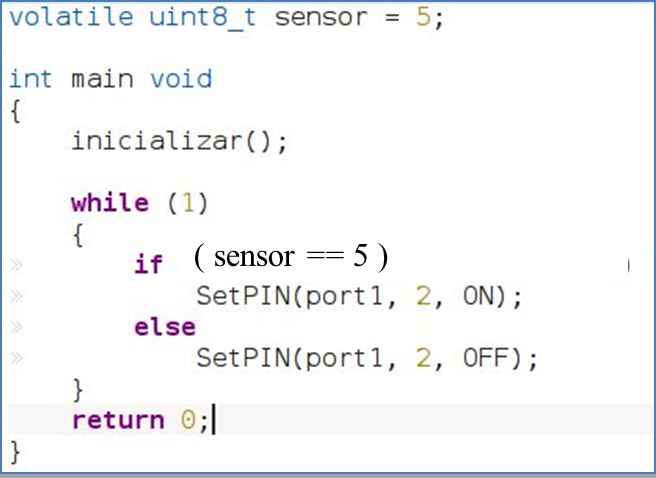 volatile uint8_t sensor = 5;
int main void
{
inicializar();
while (1)
{
» if ( sensor == 5 ) )
» SetPIN(port1, 2, ON);
» else
» SetPIN(port1, 2, OFF);
}
return 0;
}